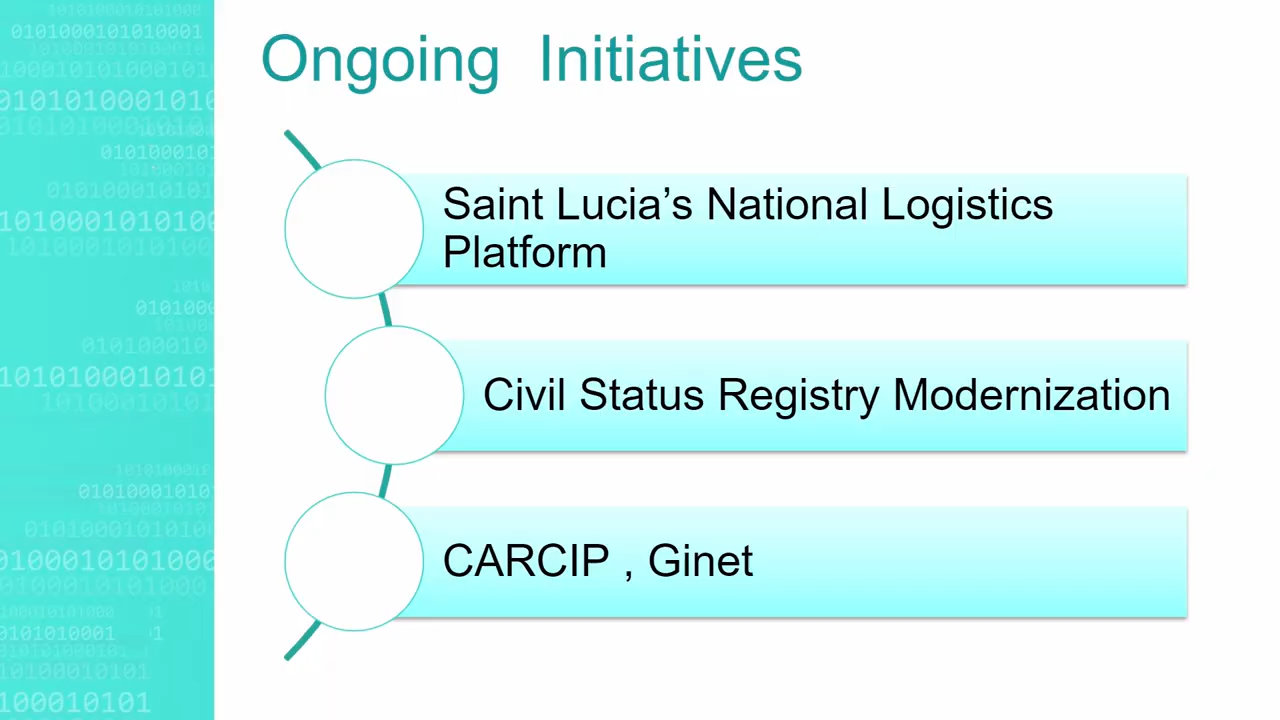 Ongoing Initiatives
Saint Lucia’s National Logistics
Platform
Civil Status Registry Modernization
CARCIP , Ginet